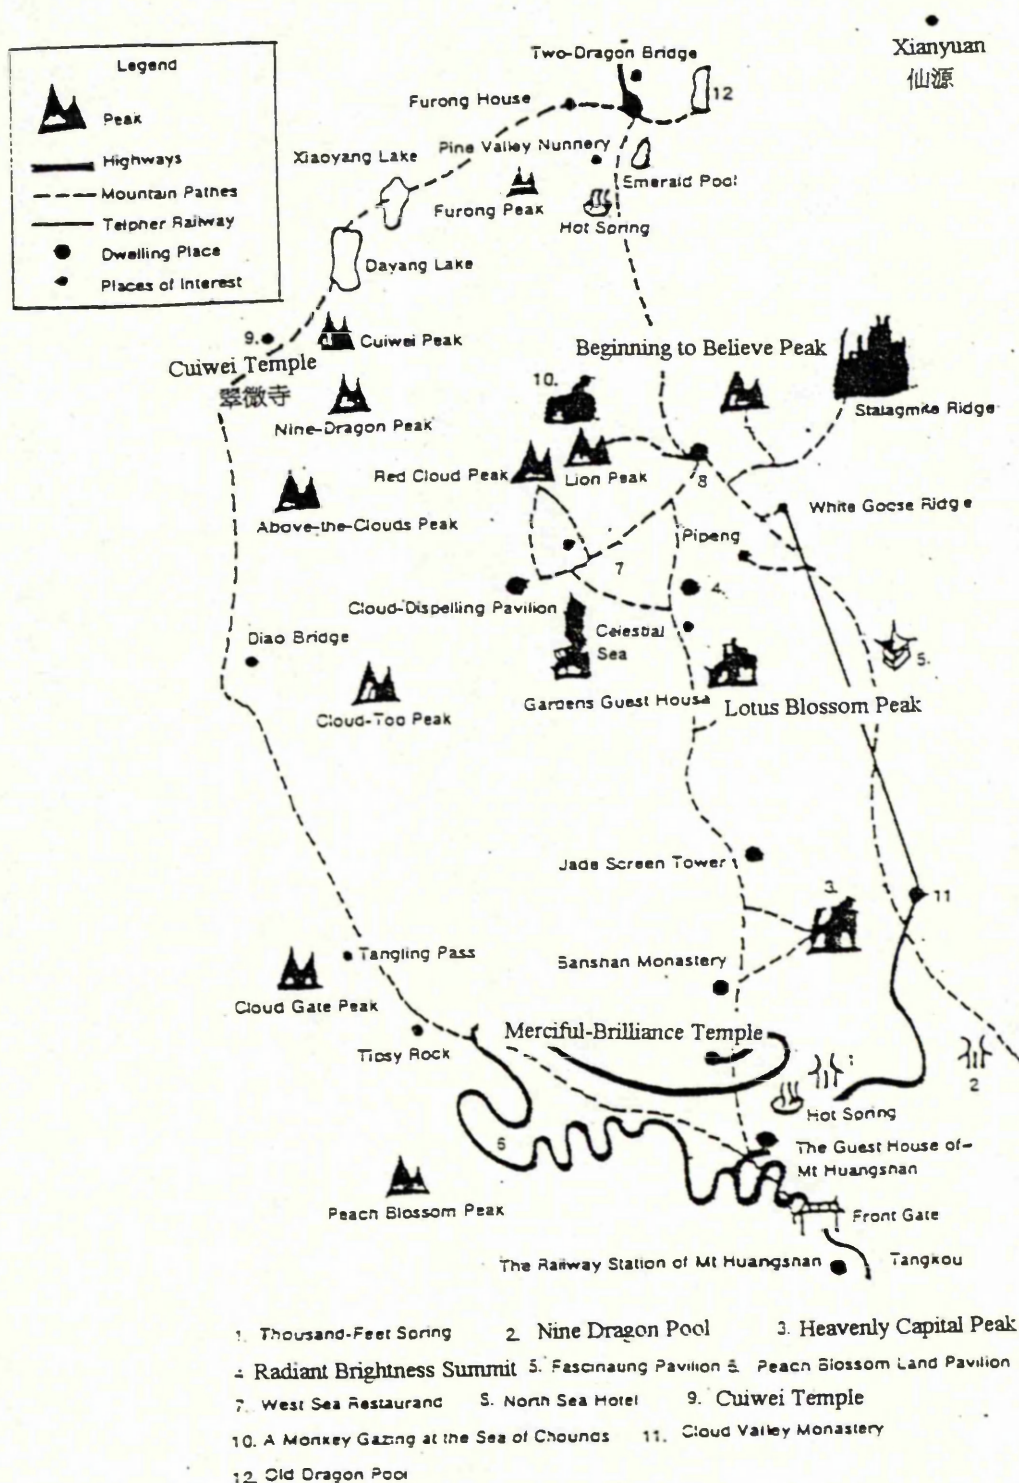 Legend
Peak
Highways
Mountain Pathes
Telpher Railway
Dwelling Place
Places of Interest
Xianyuan
仙源
Two-Dragon Bridge
12
Furong House
Pine Valley Nunnery
Xiaoyang Lake
Emerald Pool
Furong Peak
Hot Spring
Dayang Lake
9.
Cuiwei Peak
Cuiwei Temple
翠微寺
Beginning to Believe Peak
10.
Stalagmite Ridge
Nine-Dragon Peak
Red Cloud Peak
Lion Peak
8
White Goose Ridge
Above-the-Clouds Peak
Pipeng
7
4.
Cloud-Dispelling Pavilion
Celestial
Sea
Diao Bridge
5.
Gardens Guest House
Lotus Blossom Peak
Cloud-Too Peak
Jade Screen Tower
3.
11
Tangling Pass
Banshan Monastery
Cloud Gate Peak
Merciful-Brilliance Temple
Tipsy Rock
1
2
Hot Spring
6
The Guest House of-
Mt Huangshan
Peach Blossom Peak
Front Gate
The Railway Station of Mt Huangshan
Tangkou
1. Thousand-Feet Spring 2 Nine Dragon Pool 3. Heavenly Capital Peak
4 Radiant Brightness Summit 5. Fascinaung Pavilion 6 Peach Blossom Land Pavilion
7. West Sea Restaurand 8. North Sea Hotel 9. Cuiwei Temple
10. A Monkey Gazing at the Sea of Chounds 11. Cloud Valley Monastery
12 Old Dragon Pool